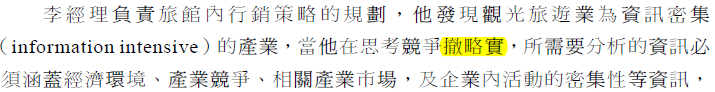 李經理負責旅館內行銷策略的規劃，他發現觀光旅遊業為資訊密集
（information intensive）的產業，當他在思考競爭撤略實，所需要分析的資訊必
須涵蓋經濟環境、產業競爭、相關產業市場，及企業內活動的密集性等資訊，